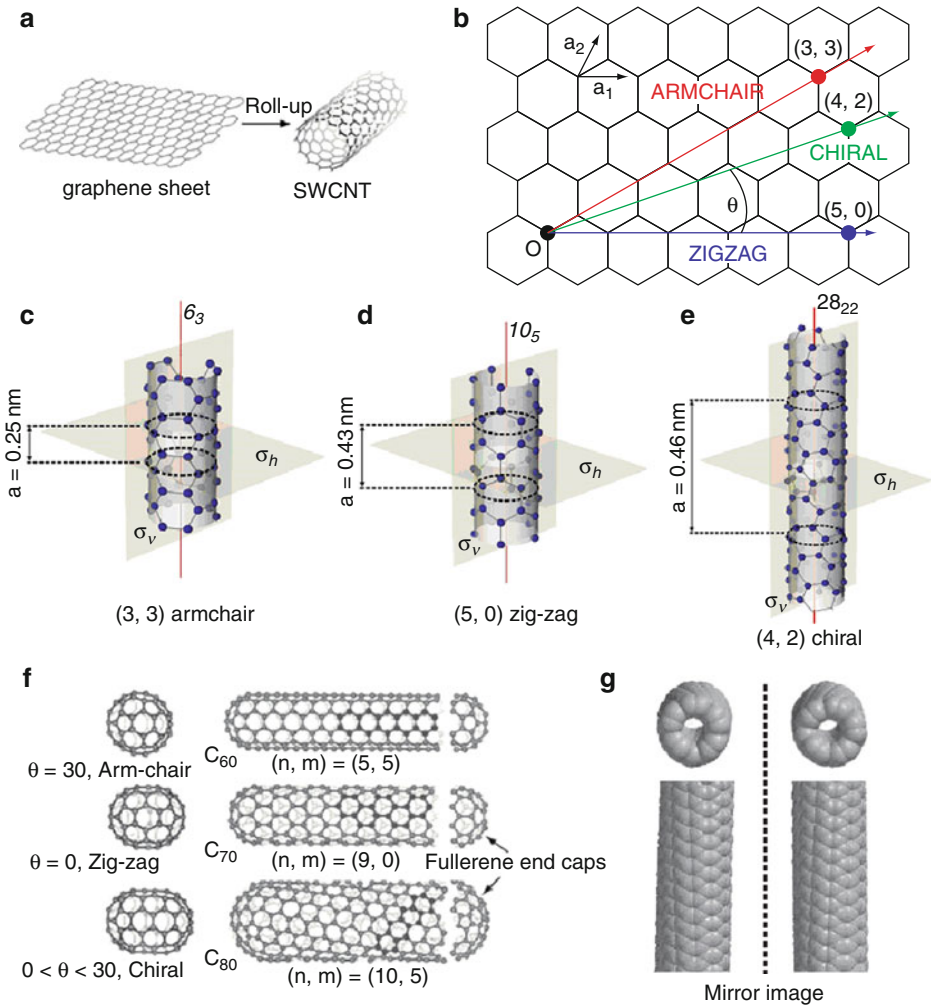 a
Roll-up
graphene sheet
SWCNT
b
a₂
a₁
ARMCHAIR
(3, 3)
(4, 2)
CHIRAL
θ
(5, 0)
O
ZIGZAG
c
6₃
a = 0.25 nm
σₕ
σᵥ
(3, 3) armchair
d
10₅
a = 0.43 nm
σₕ
σᵥ
(5, 0) zig-zag
e
28₂₂
a = 0.46 nm
σₕ
σᵥ
(4, 2) chiral
f
θ = 30, Arm-chair
C₆₀
(n, m) = (5, 5)
θ = 0, Zig-zag
C₇₀
(n, m) = (9, 0)
Fullerene end caps
0 < θ < 30, Chiral
C₈₀
(n, m) = (10, 5)
g
Mirror image